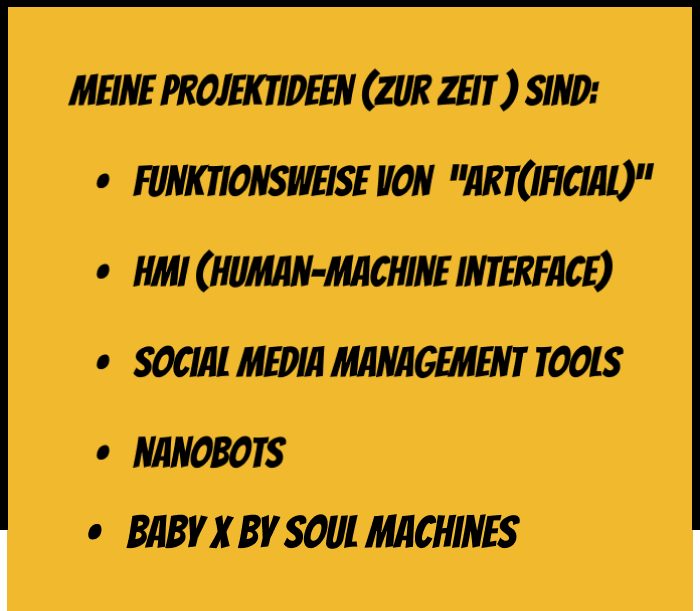 MEINE PROJEKTIDEEN (ZUR ZEIT ) SIND:
• FUNKTIONSWEISE VON "ART(IFICIAL)"
• HMI (HUMAN-MACHINE INTERFACE)
• SOCIAL MEDIA MANAGEMENT TOOLS
• NANOBOTS
• BABY X BY SOUL MACHINES